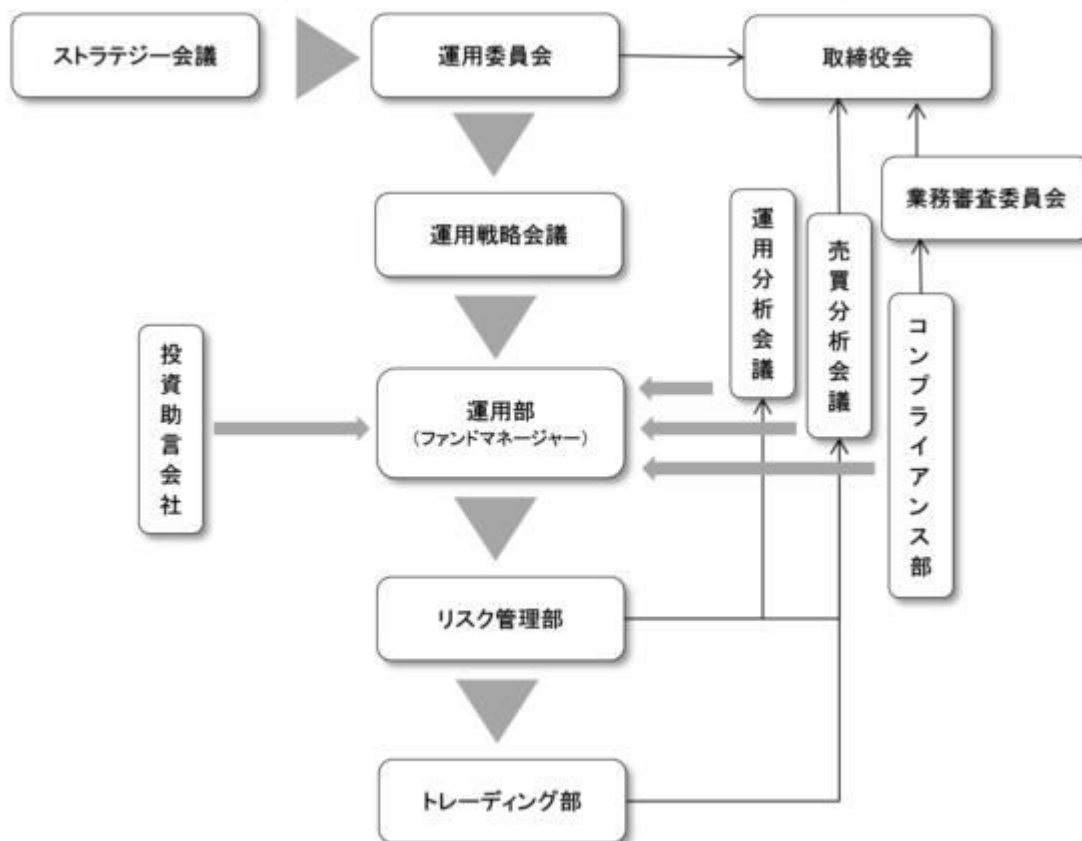 ストラテジー会議
運用委員会
取締役会
業務審査委員会
運用戦略会議
運用分析会議
売買分析会議
コンプライアンス部
投資助言会社
運用部
（ファンドマネージャー）
リスク管理部
トレーディング部